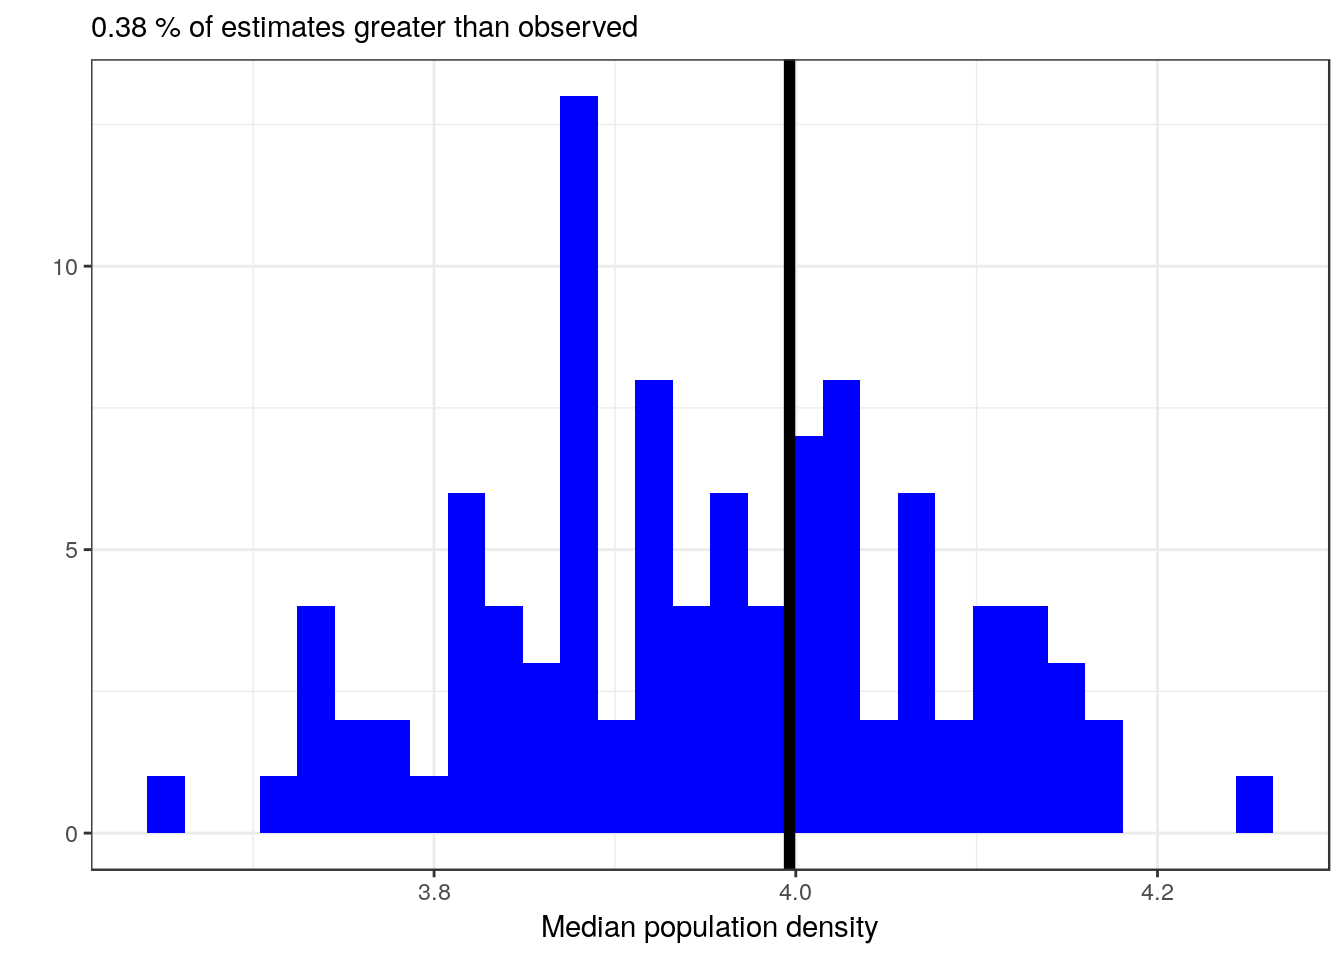 0.38 % of estimates greater than observed
10
5
0
3.8 4.0 4.2
Median population density